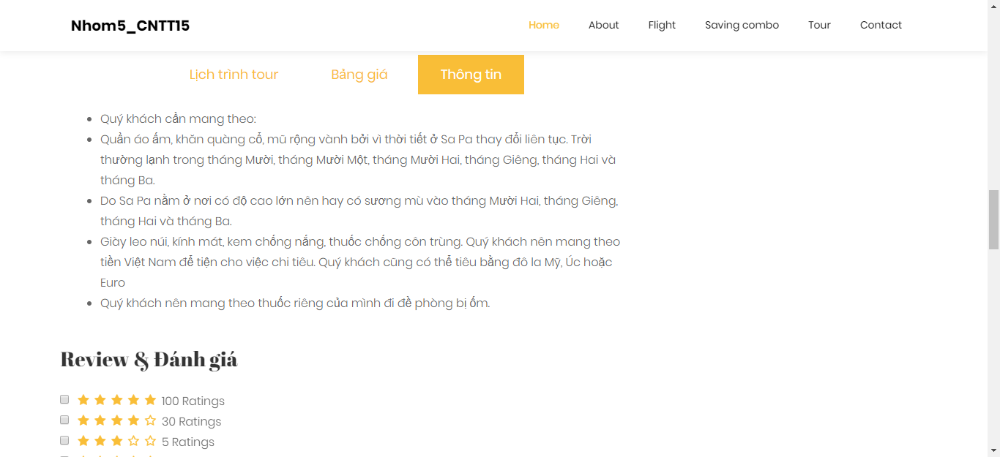 Nhom5_CNTT15
Home About Flight Saving combo Tour Contact
Lịch trình tour Bảng giá Thông tin
Quý khách cần mang theo:
Quần áo ấm, khăn quàng cổ, mũ rộng vành bởi vì thời tiết ở Sa Pa thay đổi liên tục. Trời
thường lạnh trong tháng Mười, tháng Mười Một, tháng Mười Hai, tháng Giêng, tháng Hai và
tháng Ba.
Do Sa Pa nằm ở nơi có độ cao lớn nên hay có sương mù vào tháng Mười Hai, tháng Giêng,
tháng Hai và tháng Ba.
Giày leo núi, kính mát, kem chống nắng, thuốc chống côn trùng. Quý khách nên mang theo
tiền Việt Nam để tiện cho việc chi tiêu. Quý khách cũng có thể tiêu bằng đô la Mỹ, Úc hoặc
Euro
Quý khách nên mang theo thuốc riêng của mình đi đề phòng bị ốm.
Review & Đánh giá
100 Ratings
30 Ratings
5 Ratings